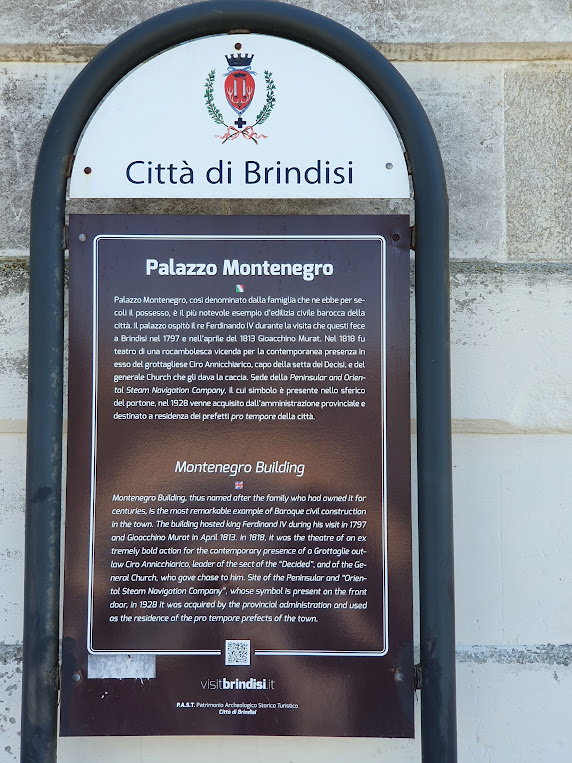 Città di Brindisi
Palazzo Montenegro
Palazzo Montenegro, così denominato dalla famiglia che ne ebbe per se-
coli il possesso, è il più notevole esempio d'edilizia civile barocca della
città. Il palazzo ospitò il re Ferdinando IV durante la visita che questi fece
a Brindisi nel 1797 e nell'aprile del 1813 Gioacchino Murat. Nel 1818 fu
teatro di una rocambolesca vicenda per la contemporanea presenza in
esso del grottagliese Ciro Annicchiarico, capo della setta dei Decisi, e del
generale Church che gli dava la caccia. Sede della Peninsular and Orien-
tal Steam Navigation Company, il cui simbolo è presente nello sferico
del portone, nel 1928 venne acquisito dall'amministrazione provinciale e
destinato a residenza dei prefetti pro tempore della città.
Montenegro Building
Montenegro Building, thus named after the family who had owned it for
centuries, is the most remarkable example of Baroque civil construction
in the town. The building hosted king Ferdinand IV during his visit in 1797
and Gioacchino Murat in April 1813. In 1818, it was the theatre of an ex
tremely bold action for the contemporary presence of a Grottaglie out-
law Ciro Annicchiarico, leader of the sect of the "Decided", and of the Ge-
neral Church, who gave chase to him. Site of the Peninsular and "Orien-
tal Steam Navigation Company", whose symbol is present on the front
door, in 1928 it was acquired by the provincial administration and used
as the residence of the pro tempore prefects of the town.
visitbrindisi.it
P.A.S.T. Patrimonio Archeologico Storico Turistico
Città di Brindisi